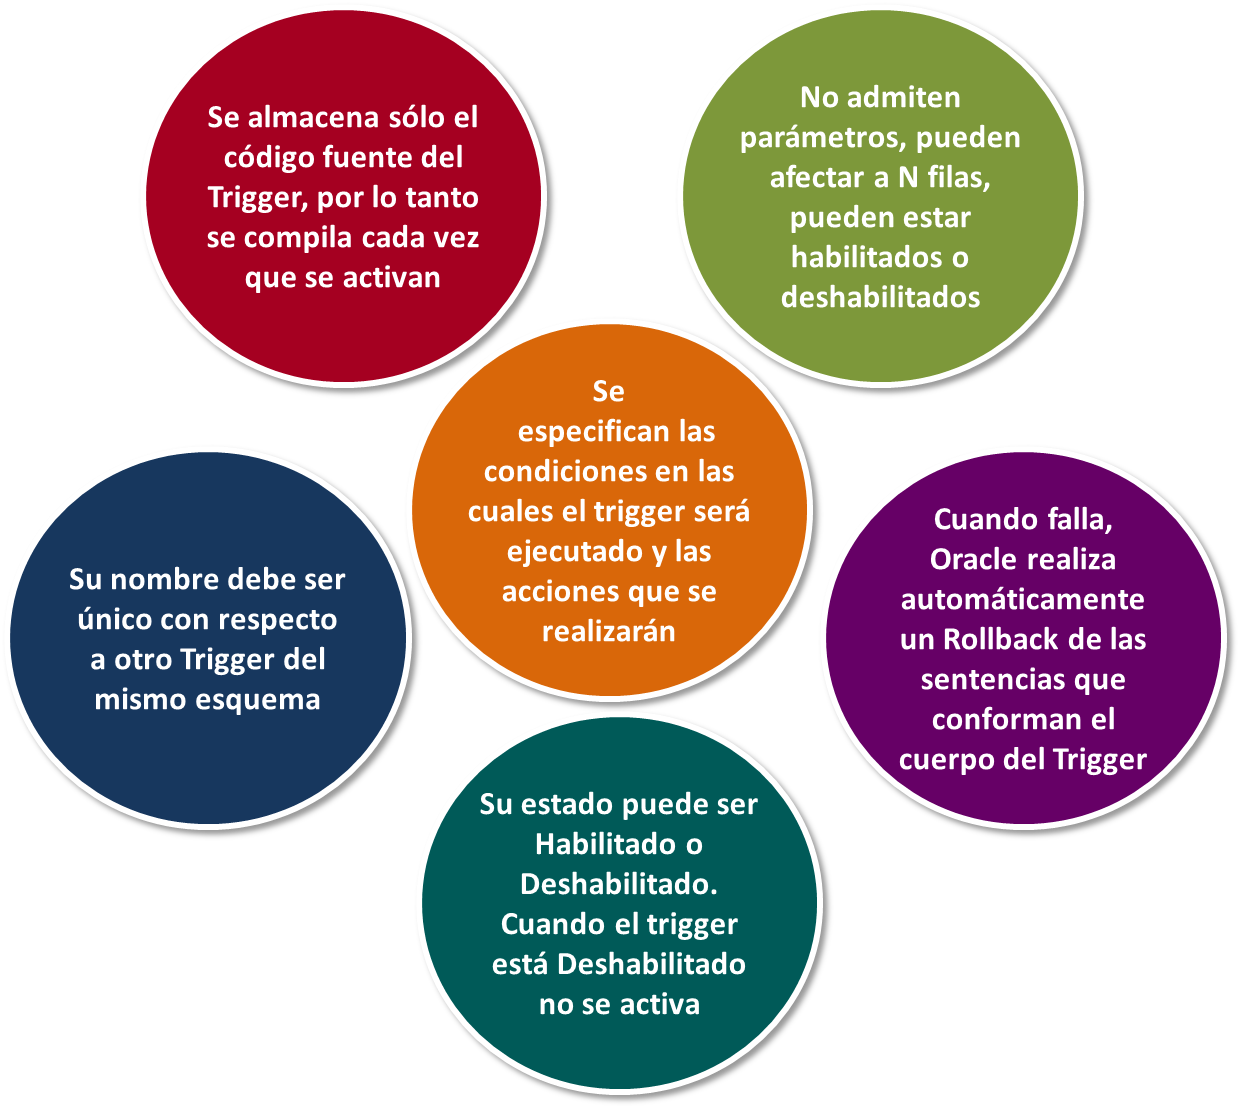 Se almacena sólo el
código fuente del
Trigger, por lo tanto
se compila cada vez
que se activan
No admiten
parámetros, pueden
afectar a N filas,
pueden estar
habilitados o
deshabilitados
Se
especifican las
condiciones en las
cuales el trigger será
ejecutado y las
acciones que se
realizarán
Su nombre debe ser
único con respecto
a otro Trigger del
mismo esquema
Cuando falla,
Oracle realiza
automáticamente
un Rollback de las
sentencias que
conforman el
cuerpo del Trigger
Su estado puede ser
Habilitado o
Deshabilitado.
Cuando el trigger
está Deshabilitado
no se activa